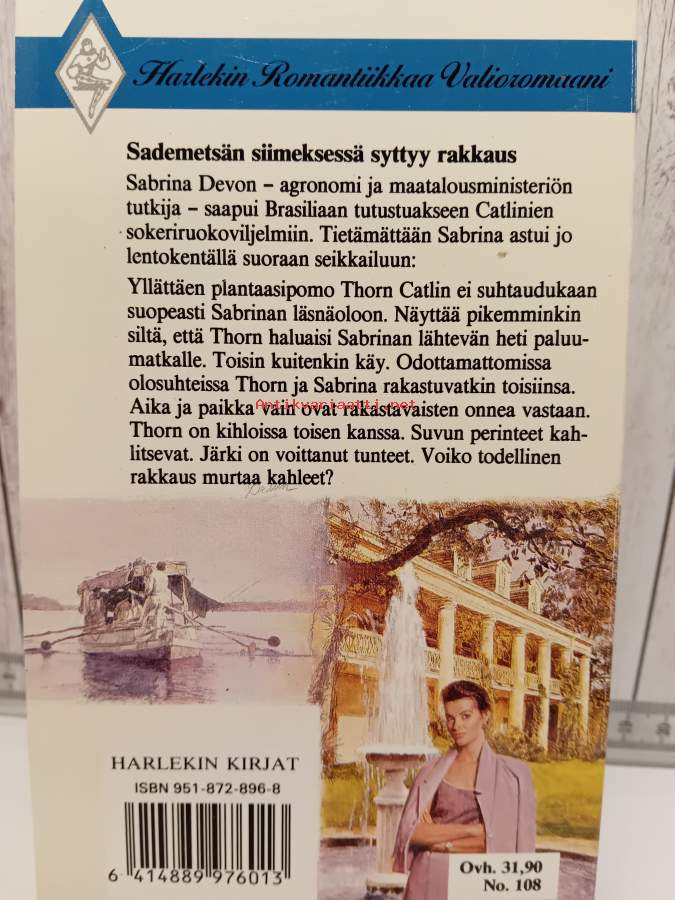 Harlekin Romantiikkaa Valioromaani
Sademetsän siimeksessä syttyy rakkaus
Sabrina Devon – agronomi ja maatalousministeriön
tutkija – saapui Brasiliaan tutustuakseen Catlinien
sokeriruokoviljelmiin. Tietämättään Sabrina astui jo
lentokentällä suoraan seikkailuun:
Yllättäen plantaasipomo Thorn Catlin ei suhtaudukaan
suopeasti Sabrinan läsnäoloon. Näyttää pikemminkin
siltä, että Thorn haluaisi Sabrinan lähtevän heti paluu-
matkalle. Toisin kuitenkin käy. Odottamattomissa
olosuhteissa Thorn ja Sabrina rakastuvatkin toisiinsa.
Aika ja paikka vain ovat rakastavaisten onnea vastaan.
Antikvariaatti.net
Thorn on kihloissa toisen kanssa. Suvun perinteet kah-
litsevat. Järki on voittanut tunteet. Voiko todellinen
rakkaus murtaa kahleet?
HARLEKIN KIRJAT
ISBN 951-872-896-8
6 414889 976013
Ovh. 31,90
No. 108